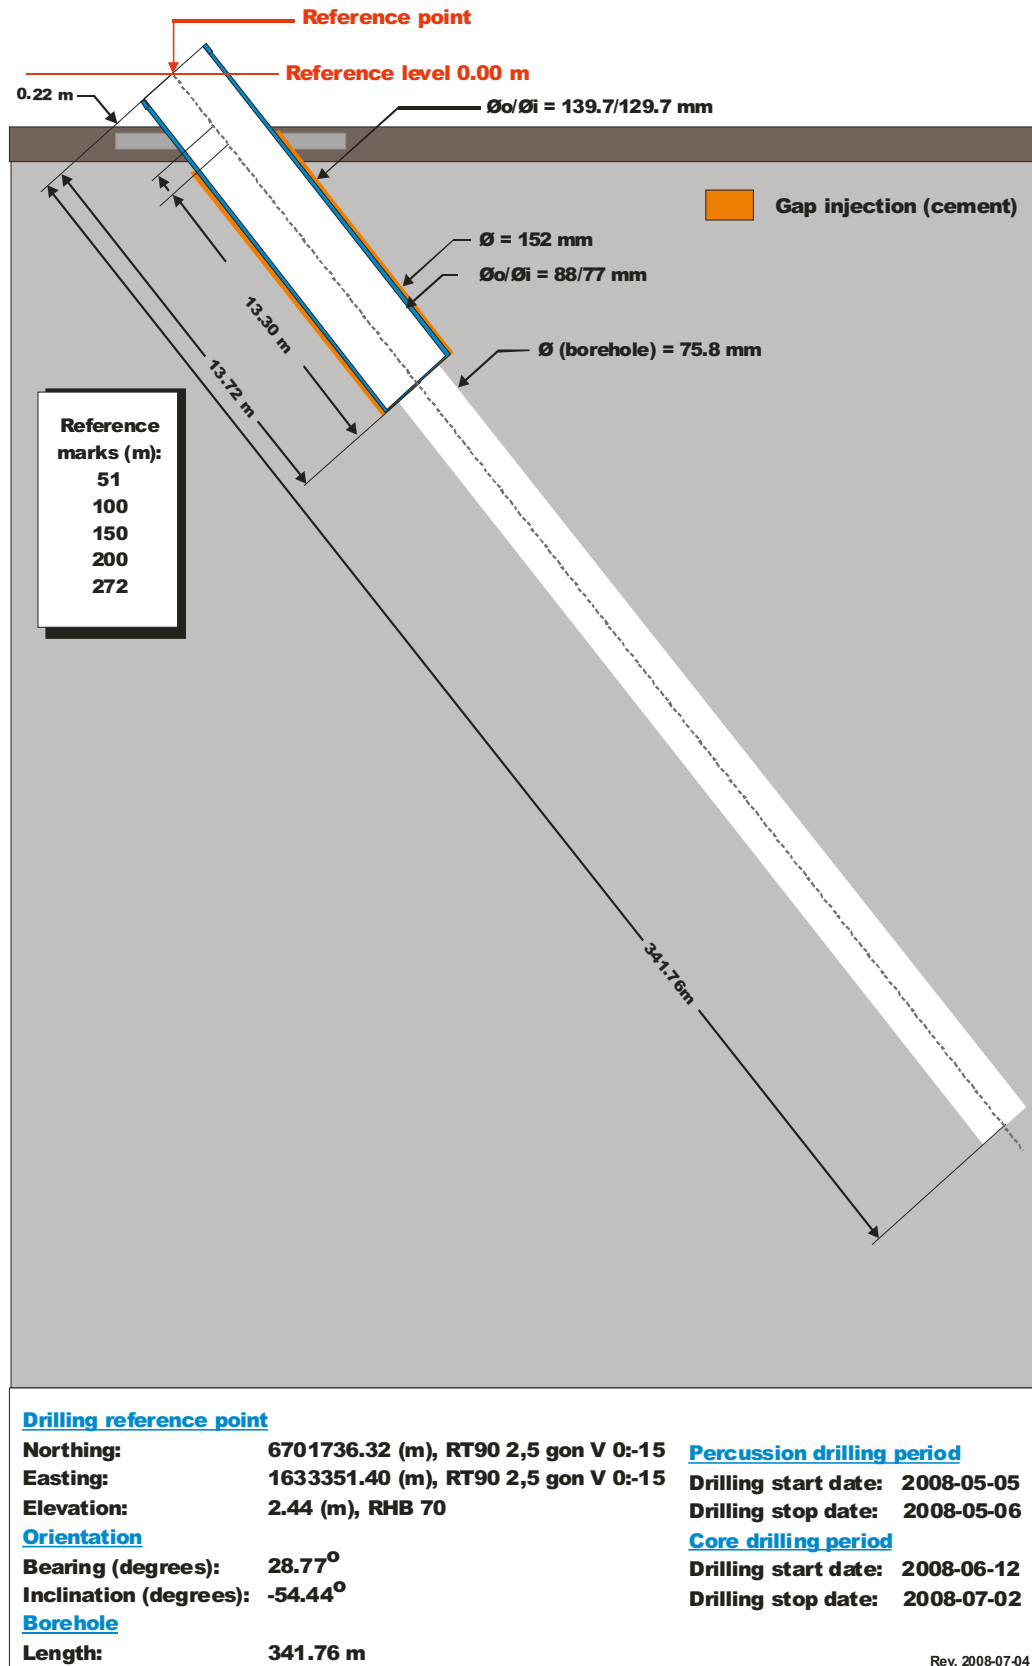 Reference point
Reference level 0.00 m
0.22 m
Øo/Øi = 139.7/129.7 mm
Gap injection (cement)
Ø = 152 mm
Øo/Øi = 88/77 mm
13.30 m
Ø (borehole) = 75.8 mm
13.72 m
Reference
marks (m):
51
100
150
200
272
341.76m
Drilling reference point
Northing: 6701736.32 (m), RT90 2,5 gon V 0:-15
Easting: 1633351.40 (m), RT90 2,5 gon V 0:-15
Elevation: 2.44 (m), RHB 70
Orientation
Bearing (degrees): 28.77°
Inclination (degrees): -54.44°
Borehole
Length: 341.76 m
Percussion drilling period
Drilling start date: 2008-05-05
Drilling stop date: 2008-05-06
Core drilling period
Drilling start date: 2008-06-12
Drilling stop date: 2008-07-02
Rev. 2008-07-04